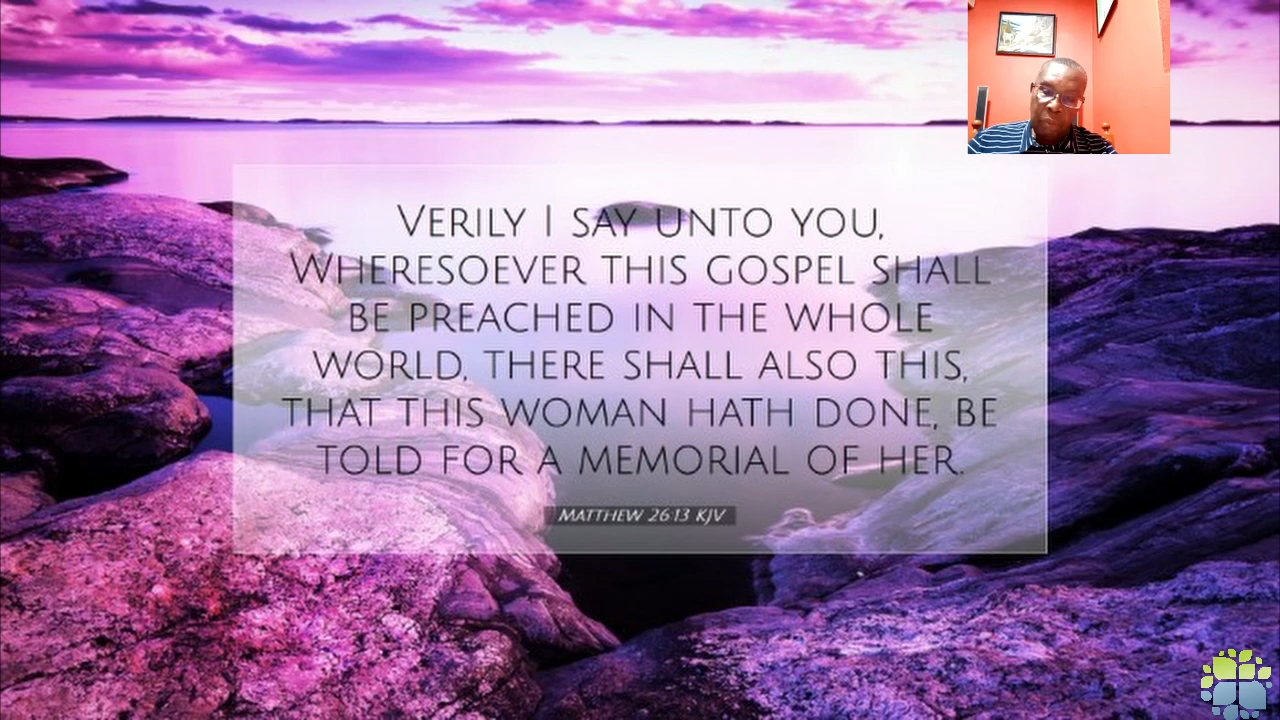 Verily I say unto you,
Wheresoever this gospel shall
be preached in the whole
world, there shall also this,
that this woman hath done, be
told for a memorial of her.
MATTHEW 26:13 KJV